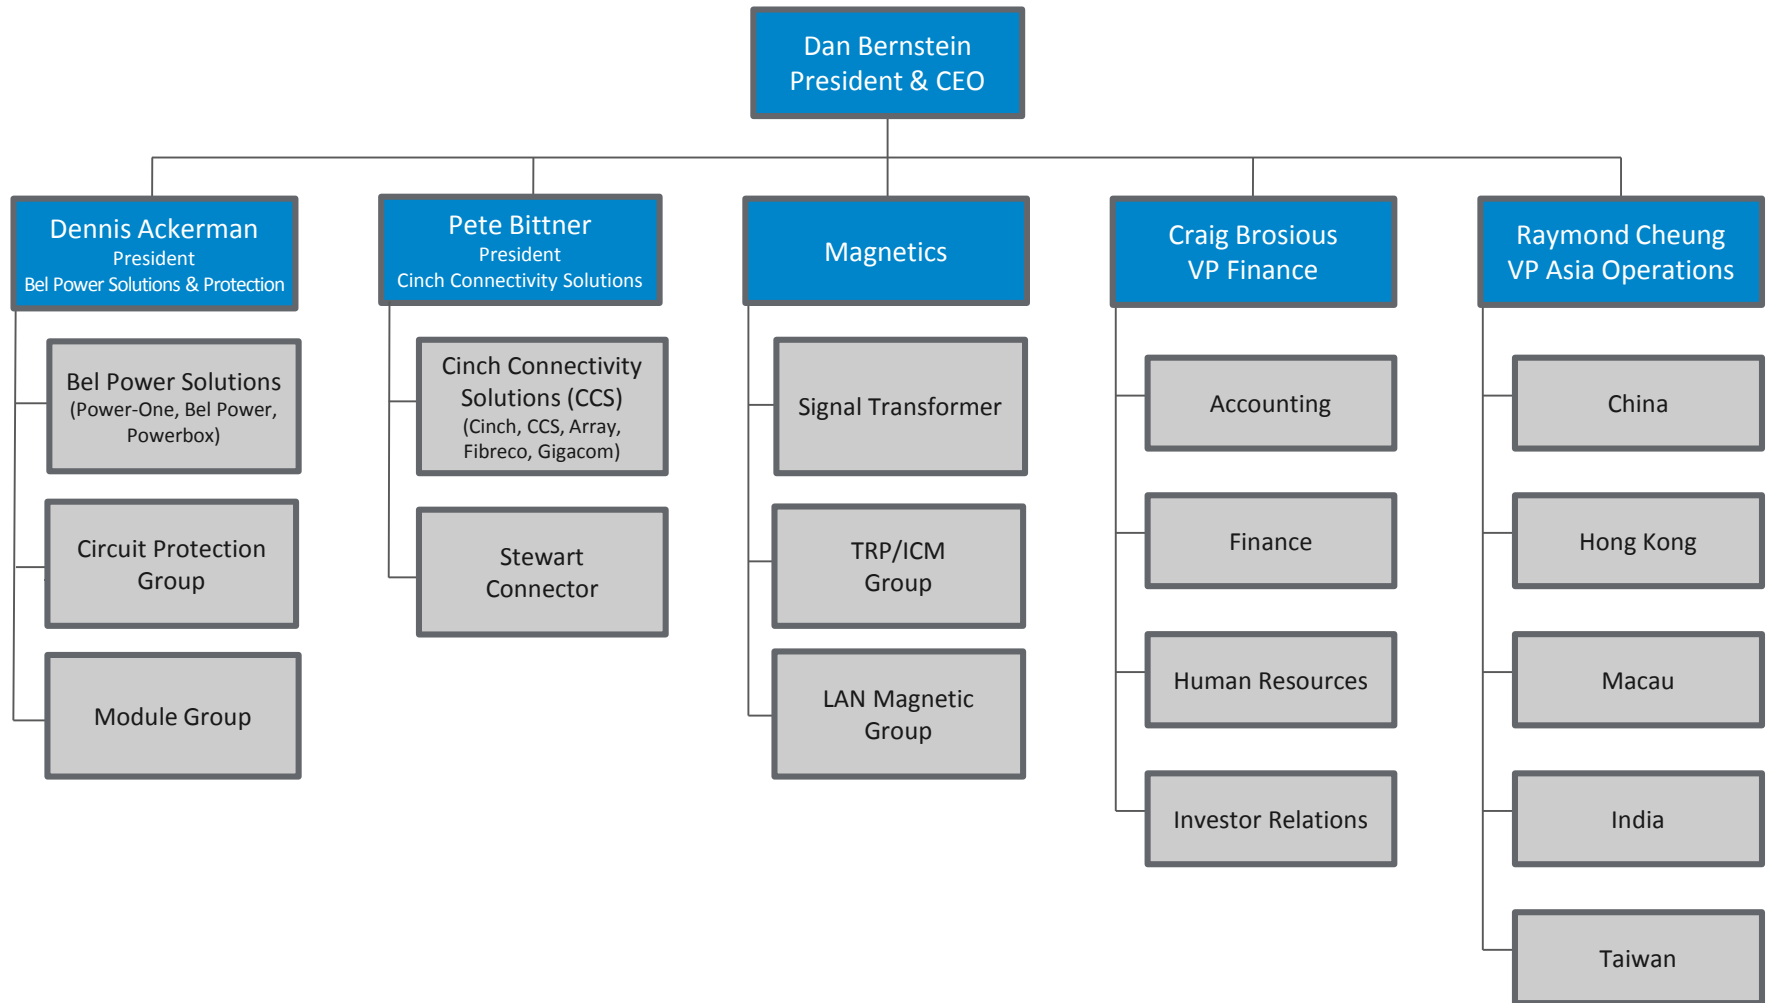 Dan Bernstein
President & CEO
Dennis Ackerman
President
Bel Power Solutions & Protection
Pete Bittner
President
Cinch Connectivity Solutions
Magnetics
Craig Brosious
VP Finance
Raymond Cheung
VP Asia Operations
Bel Power Solutions
(Power-One, Bel Power,
Powerbox)
Circuit Protection
Group
Module Group
Cinch Connectivity
Solutions (CCS)
(Cinch, CCS, Array,
Fibreco, Gigacom)
Stewart
Connector
Signal Transformer
TRP/ICM
Group
LAN Magnetic
Group
Accounting
Finance
Human Resources
Investor Relations
China
Hong Kong
Macau
India
Taiwan